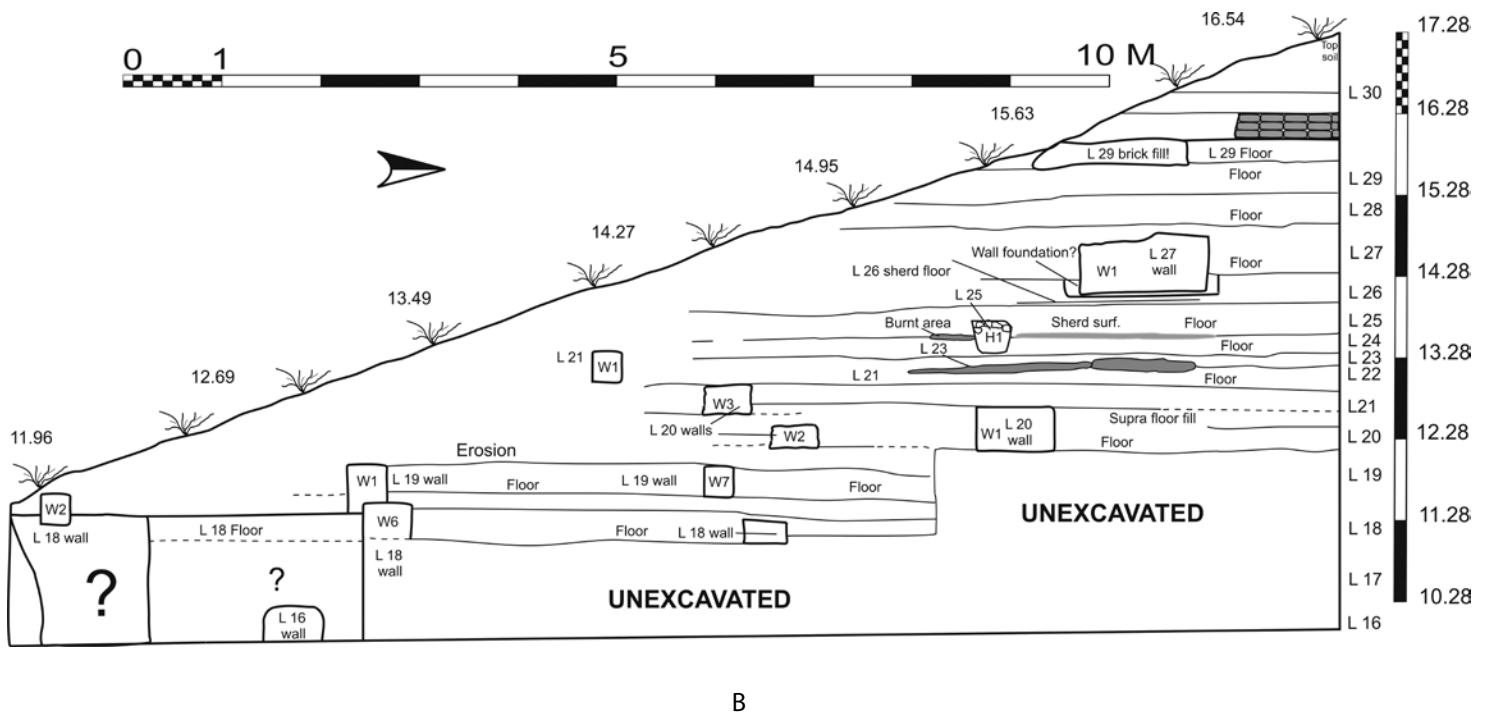 16.54
17.28
0 1 5 10 M
Top
soil
L 30
16.28
15.63
L 29 brick fill!
L 29 Floor
14.95
Floor
L 29
15.28
L 28
Floor
14.27
Wall foundation?
L 27
wall
W1
L 27
L 26 sherd floor
Floor
14.28
L 26
13.49
L 25
Burnt area
H1
Sherd surf.
Floor
L 25
L 24
Floor
L 21
W1
L 23
L 23
13.28
12.69
L 21
Floor
L 22
W3
L21
Supra floor fill
11.96
L 20 walls
W2
W1
L 20
wall
Floor
12.28
L 20
Erosion
W1
L 19 wall
Floor
L 19 wall
W7
Floor
L 19
W2
L 18 wall
L 18 Floor
W6
UNEXCAVATED
11.28
Floor
L 18 wall
L 18
L 18
wall
?
?
L 17
UNEXCAVATED
10.28
L 16
wall
L 16
B